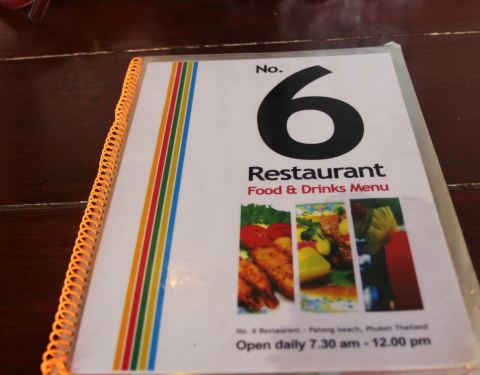 No.
6
Restaurant
Food & Drinks Menu
No. 6 Restaurant : Patong beach, Phuket Thailand
Open daily 7.30 am - 12.00 pm